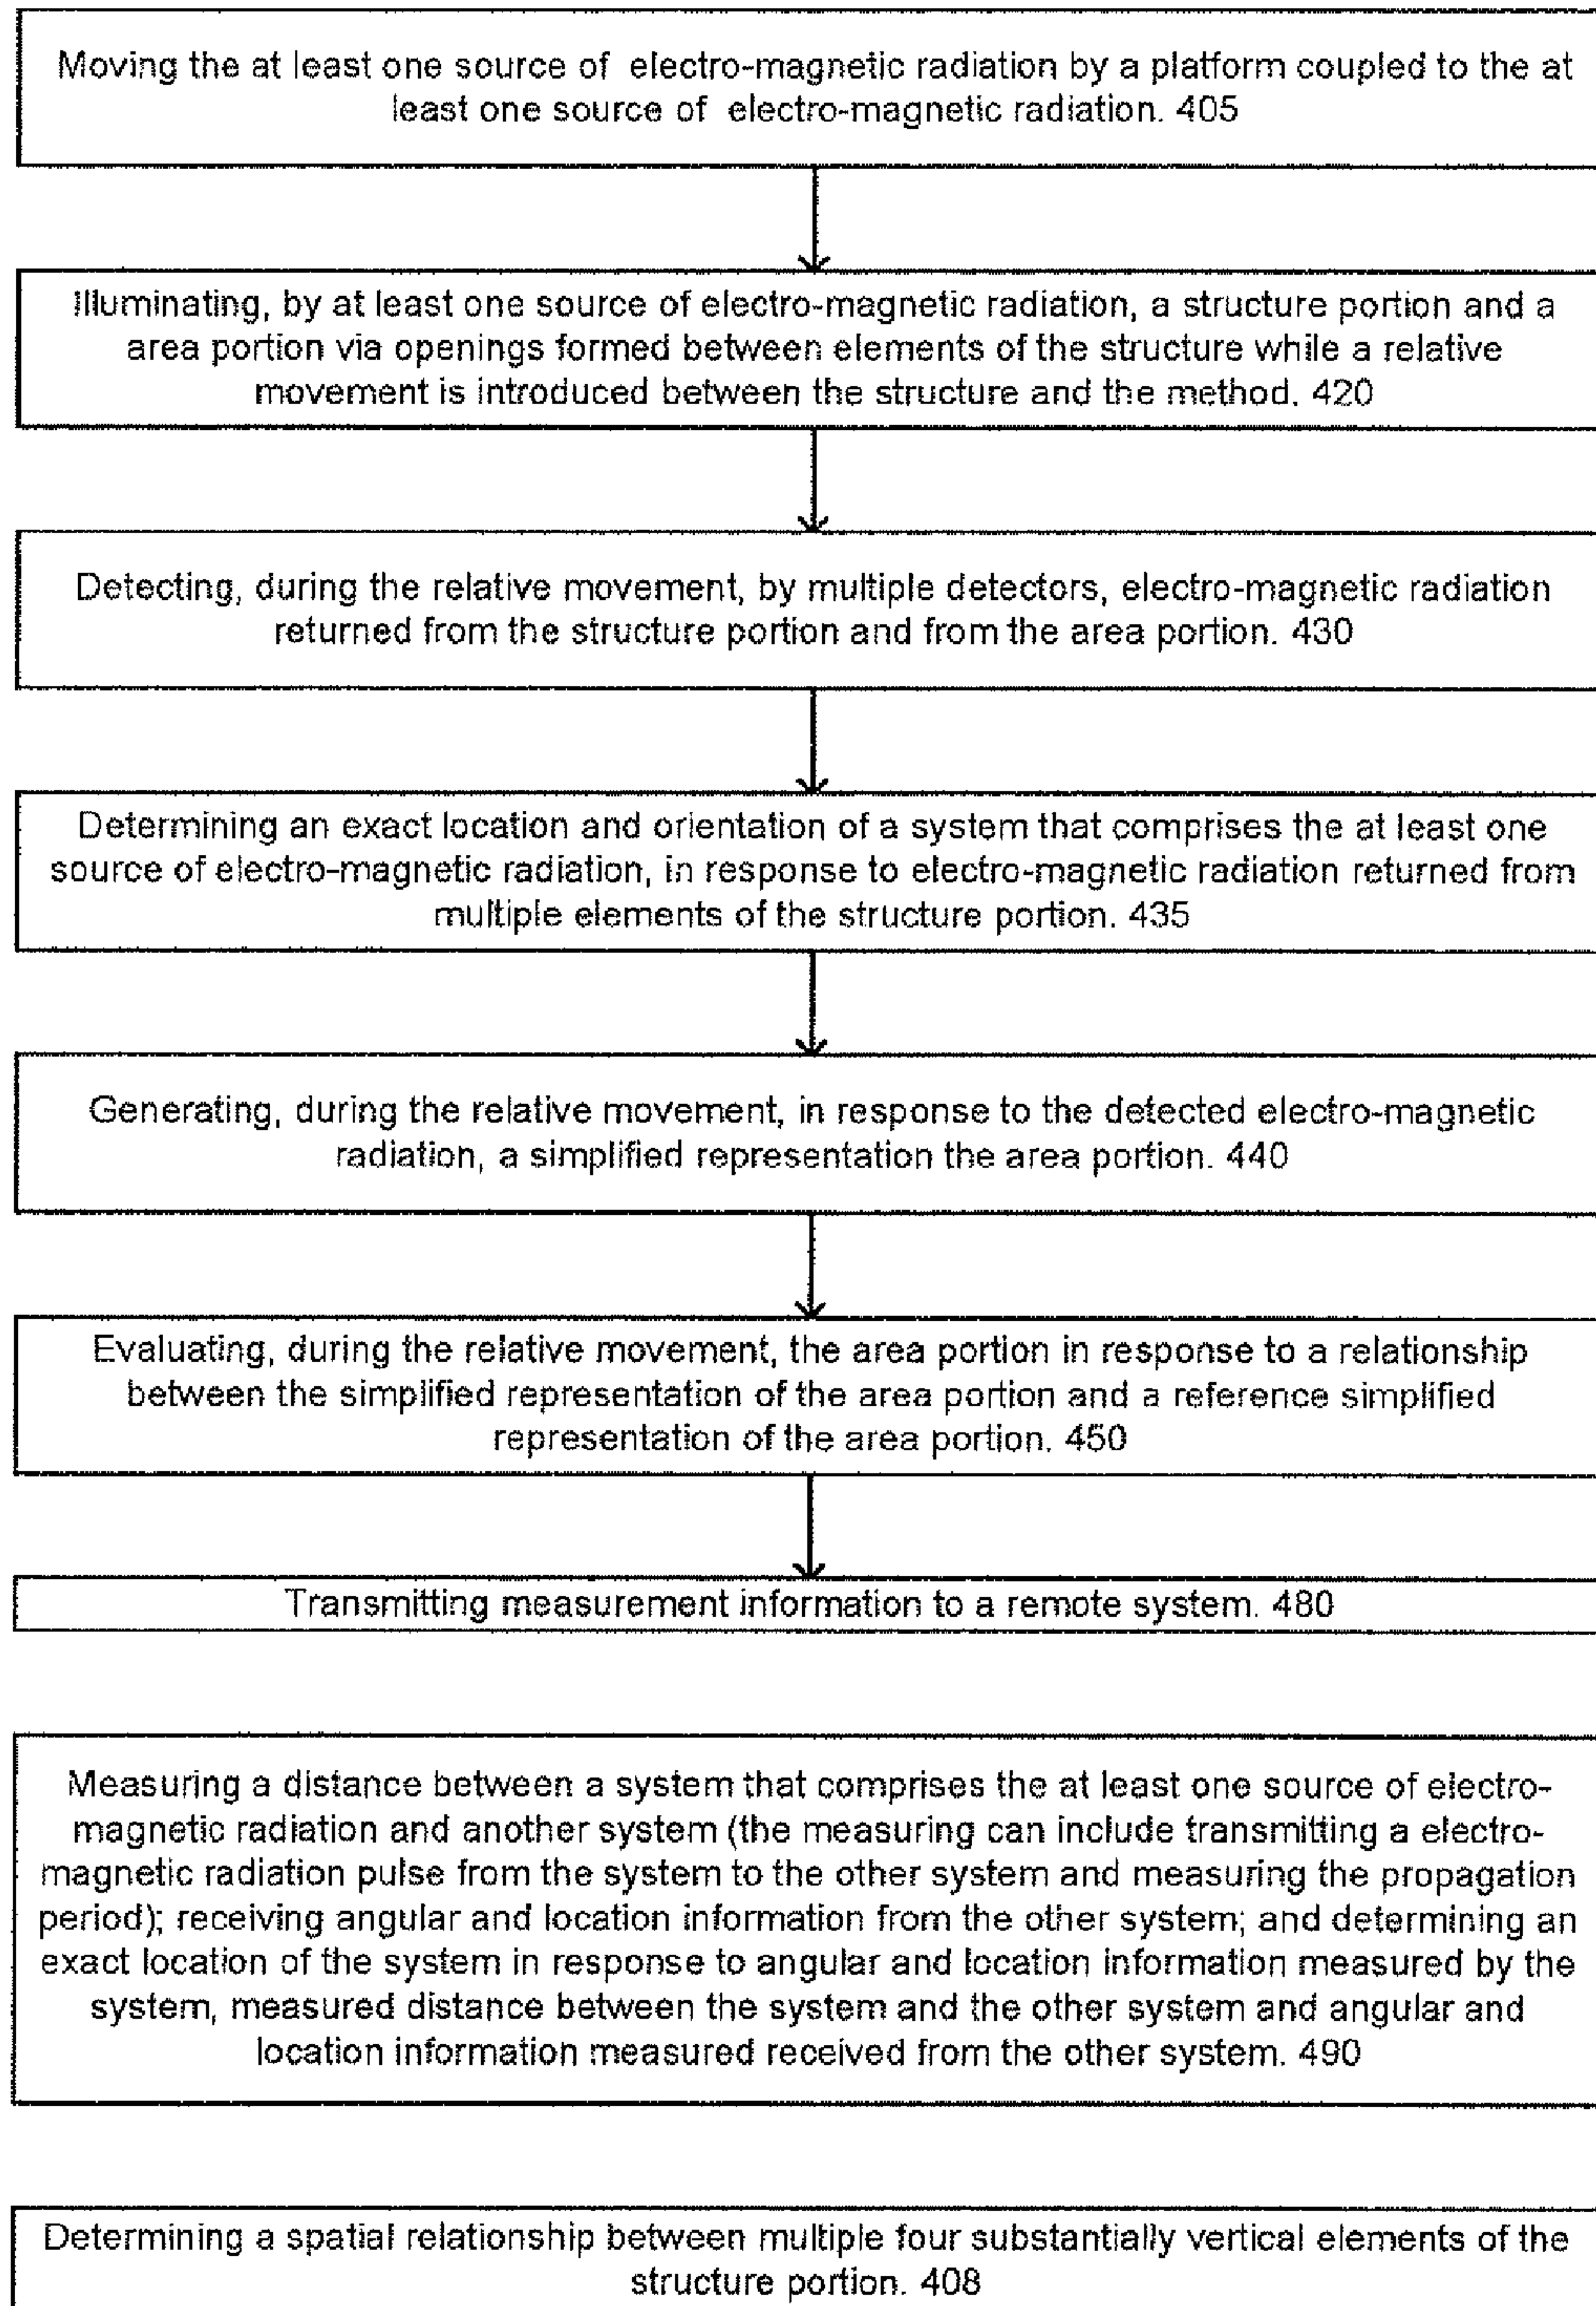 Moving the at least one source of electro-magnetic radiation by a platform coupled to the at
least one source of electro-magnetic radiation. 405
Illuminating, by at least one source of electro-magnetic radiation, a structure portion and a
area portion via openings formed between elements of the structure while a relative
movement is introduced between the structure and the method. 420
Detecting, during the relative movement, by multiple detectors, electro-magnetic radiation
returned from the structure portion and from the area portion. 430
Determining an exact location and orientation of a system that comprises the at least one
source of electro-magnetic radiation, in response to electro-magnetic radiation returned from
multiple elements of the structure portion. 435
Generating, during the relative movement, in response to the detected electro-magnetic
radiation, a simplified representation the area portion. 440
Evaluating, during the relative movement, the area portion in response to a relationship
between the simplified representation of the area portion and a reference simplified
representation of the area portion. 450
Transmitting measurement information to a remote system. 480
Measuring a distance between a system that comprises the at least one source of electro-
magnetic radiation and another system (the measuring can include transmitting a electro-
magnetic radiation pulse from the system to the other system and measuring the propagation
period); receiving angular and location information from the other system; and determining an
exact location of the system in response to angular and location information measured by the
system, measured distance between the system and the other system and angular and
location information measured received from the other system. 490
Determining a spatial relationship between multiple four substantially vertical elements of the
structure portion. 408